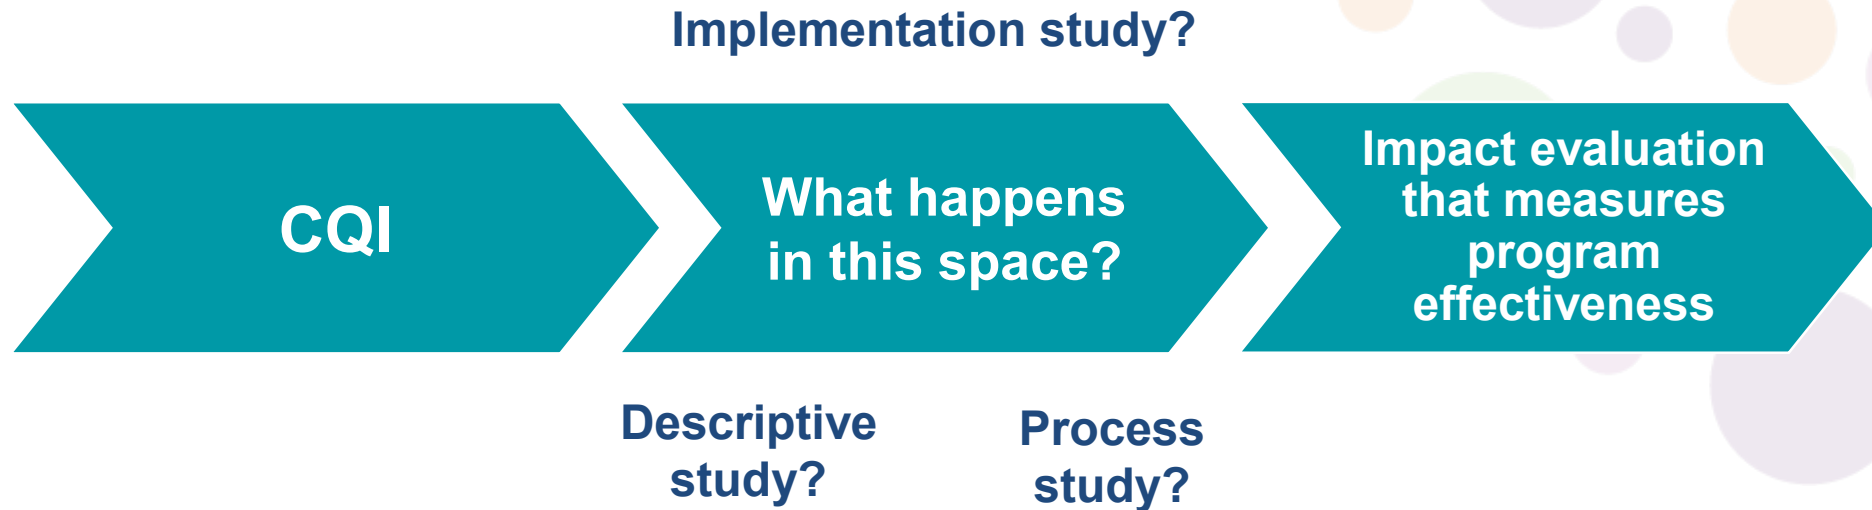 Implementation study?
CQI
What happens
in this space?
Impact evaluation
that measures
program
effectiveness
Descriptive
study?
Process
study?